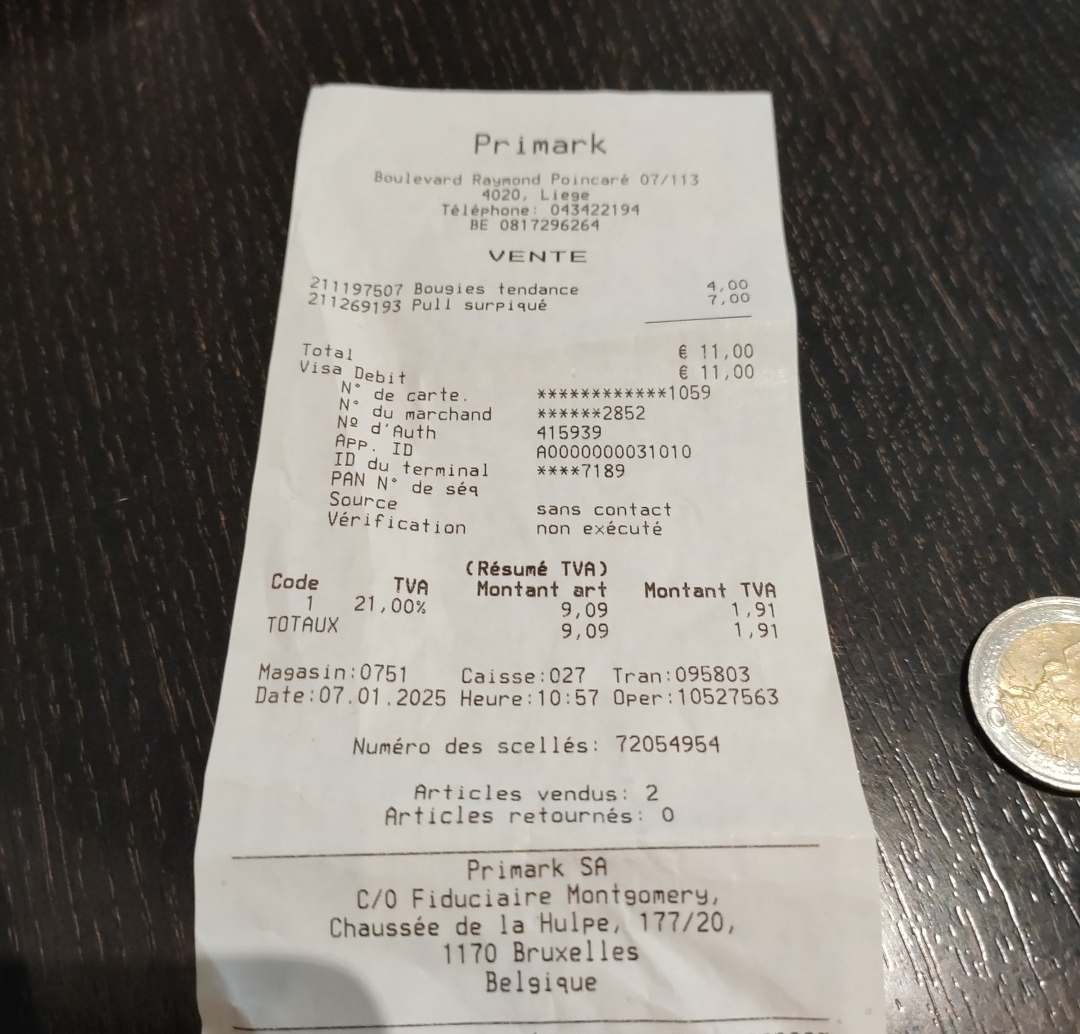 Primark
Boulevard Raymond Poincaré 07/113
4020, Liege
Téléphone: 043422194
BE 0817296264
VENTE
211197507 Bougies tendance 4,00
211269193 Pull surpiqué 7,00
Total € 11,00
Visa Debit € 11,00
N° de carte. ************1059
N° du marchand ******2852
Nº d'Auth 415939
App. ID A0000000031010
ID du terminal ****7189
PAN N° de séq
Source sans contact
Vérification non exécuté
(Résumé TVA)
Code TVA Montant art Montant TVA
1 21,00% 9,09 1,91
TOTAUX 9,09 1,91
Magasin:0751 Caisse:027 Tran:095803
Date:07.01.2025 Heure:10:57 Oper:10527563
Numéro des scellés: 72054954
Articles vendus: 2
Articles retournés: 0
Primark SA
C/O Fiduciaire Montgomery,
Chaussée de la Hulpe, 177/20,
1170 Bruxelles
Belgique